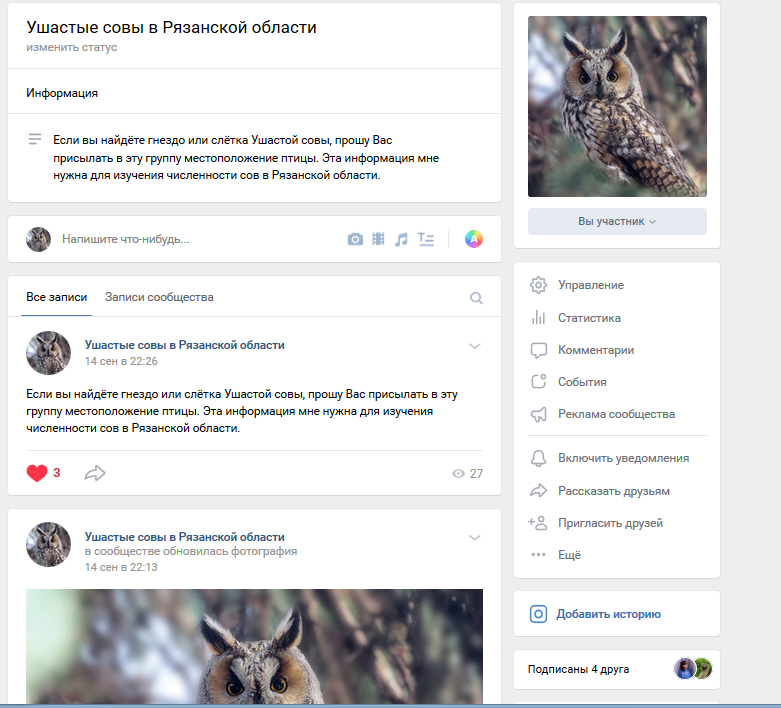 Ушастые совы в Рязанской области
изменить статус
Информация
Если вы найдёте гнездо или слётка Ушастой совы, прошу Вас
присылать в эту группу местоположение птицы. Эта информация мне
нужна для изучения численности сов в Рязанской области.
Напишите что-нибудь...
Все записи Записи сообщества
Ушастые совы в Рязанской области
14 сен в 22:26
Если вы найдёте гнездо или слётка Ушастой совы, прошу Вас присылать в эту
группу местоположение птицы. Эта информация мне нужна для изучения
численности сов в Рязанской области.
3
27
Ушастые совы в Рязанской области
в сообществе обновилась фотография
14 сен в 22:13
Вы участник
Управление
Статистика
Комментарии
События
Реклама сообщества
Включить уведомления
Рассказать друзьям
Пригласить друзей
Ещё
Добавить историю
Подписаны 4 друга